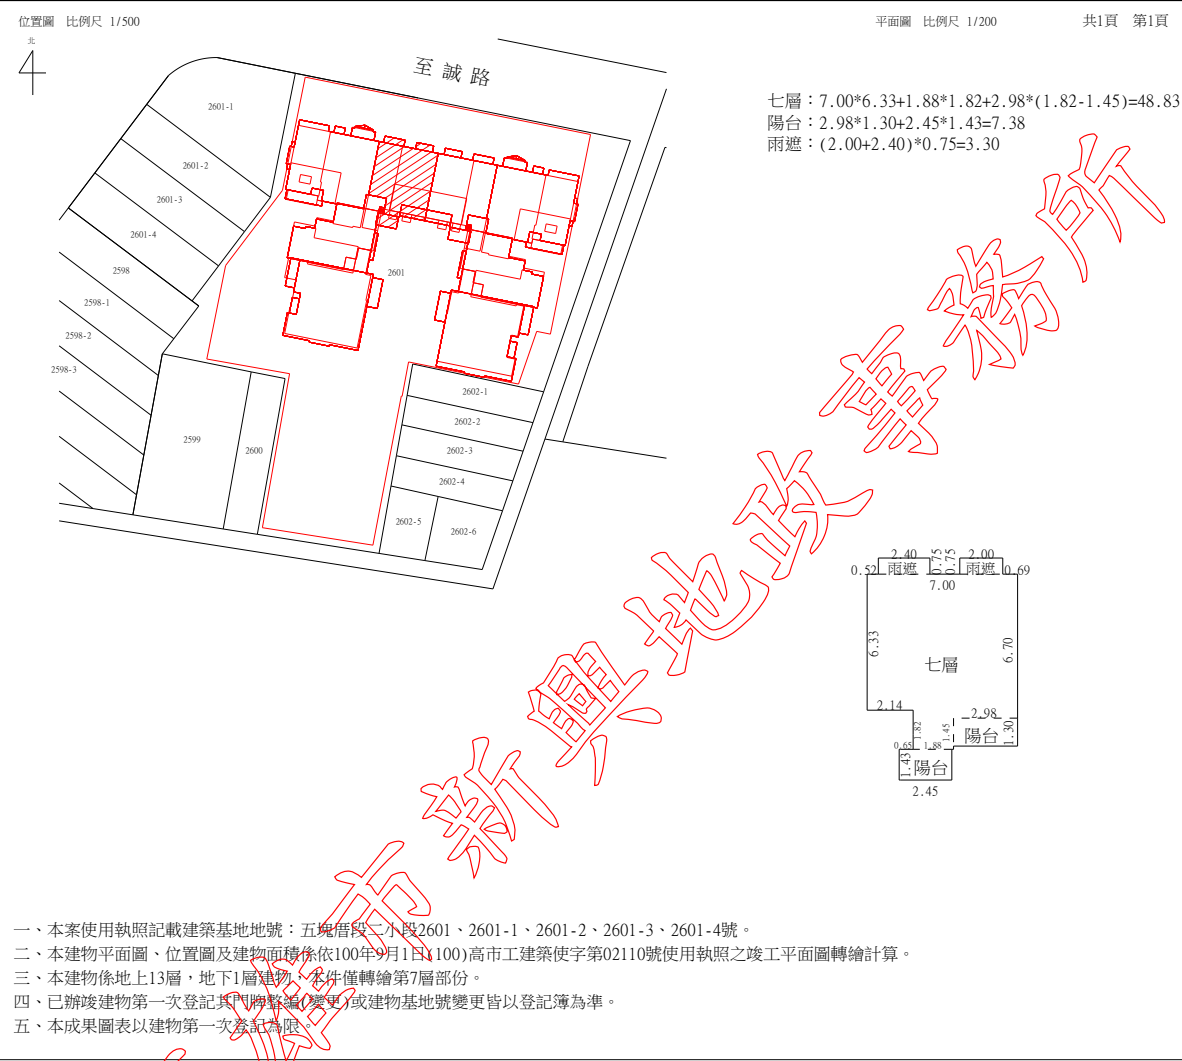 位置圖 比例尺 1/500
平面圖 比例尺 1/200
共1頁 第1頁
北
至誠路
七層：7.00*6.33+1.88*1.82+2.98*(1.82-1.45)=48.83
陽台：2.98*1.30+2.45*1.43=7.38
雨遮：(2.00+2.40)*0.75=3.30
2601-1
2601-2
2601-3
2601-4
2598
2598-1
2598-2
2598-3
2601
2599
2600
2602-1
2602-2
2602-3
2602-4
2602-5
2602-6
2.40
0.75
0.75
2.00
0.52
雨遮
雨遮
0.69
7.00
6.33
6.70
七層
2.14
2.98
1.82
1.45
陽台
1.30
0.65
1.88
1.43
陽台
2.45
雄市新興地政事務所
一、本案使用執照記載建築基地地號：五塊厝段二小段2601、2601-1、2601-2、2601-3、2601-4號。
二、本建物平面圖、位置圖及建物面積係依100年9月1日(100)高市工建築使字第02110號使用執照之竣工平面圖轉繪計算。
三、本建物係地上13層，地下1層建物，本件僅轉繪第7層部份。
四、已辦竣建物第一次登記其門牌整編(變更)或建物基地號變更皆以登記簿為準。
五、本成果圖表以建物第一次登記為限。